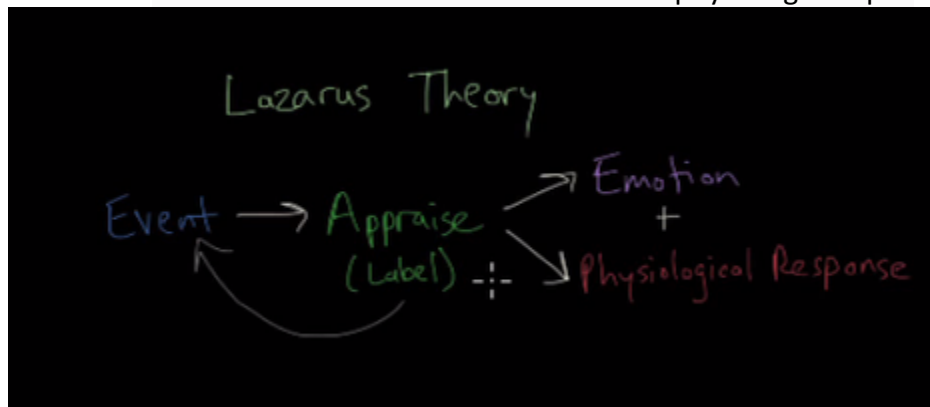 Lazarus Theory
Event → Appraise
(Label)
Emotion
+
Physiological Response